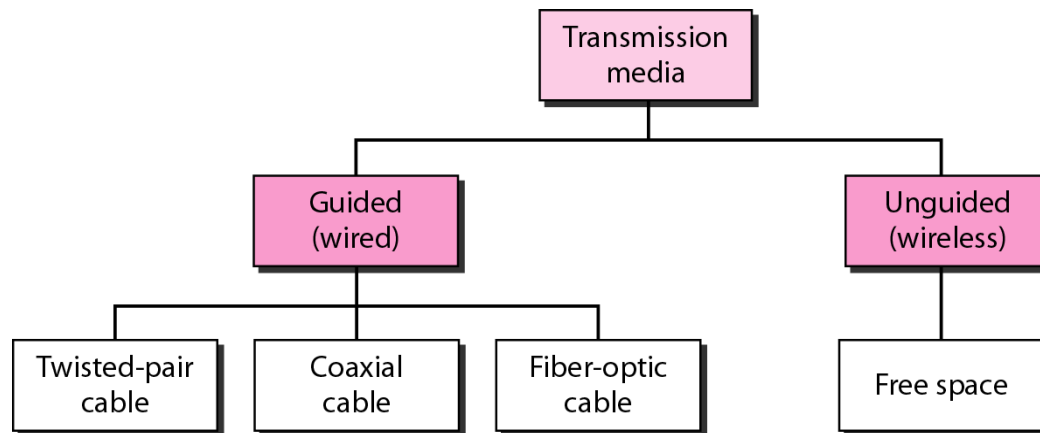 Transmission
media
Guided
(wired)
Unguided
(wireless)
Twisted-pair
cable
Coaxial
cable
Fiber-optic
cable
Free space